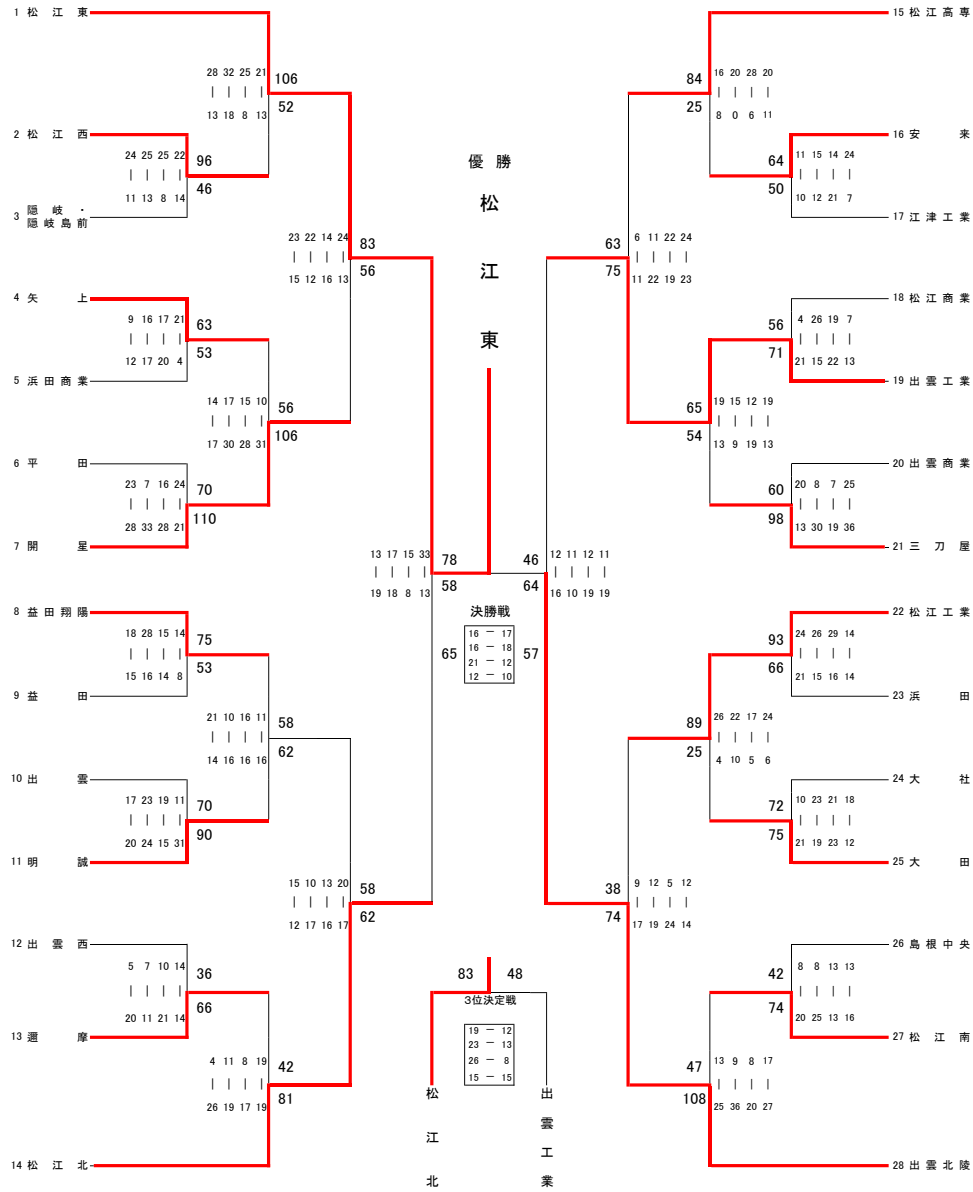 優勝
松江東
1 松江東
28 32 25 21
106
13 18 8 13
52
2 松江西
24 25 25 22
96
11 13 8 14
46
3 隠岐・隠岐島前
23 22 14 24
83
15 12 16 13
56
4 矢上
9 16 17 21
63
12 17 20 4
53
5 浜田商業
14 17 15 10
56
17 30 28 31
106
6 平田
23 7 16 24
70
28 33 28 21
110
7 開星
13 17 15 33
78
19 18 8 13
58
8 益田翔陽
18 28 15 14
75
15 16 14 8
53
9 益田
21 10 16 11
58
14 16 16 16
62
10 出雲
17 23 19 11
70
20 24 15 31
90
11 明誠
15 10 13 20
58
12 17 16 17
62
12 出雲西
5 7 10 14
36
20 11 21 14
66
13 邇摩
4 11 8 19
42
26 19 17 19
81
14 松江北
決勝戦
65
16 ー 17
16 ー 18
21 ー 12
12 ー 10
57
83
48
3位決定戦
19 ー 12
23 ー 13
26 ー 8
15 ー 15
松江北
出雲工業
15 松江高専
84
16 20 28 20
25
8 0 6 11
16 安来
64
11 15 14 24
50
10 12 21 7
17 江津工業
63
6 11 22 24
75
11 22 19 23
18 松江商業
56
4 26 19 7
71
21 15 22 13
19 出雲工業
65
19 15 12 19
54
13 9 19 13
20 出雲商業
60
20 8 7 25
98
13 30 19 36
21 三刀屋
46
12 11 12 11
64
16 10 19 19
22 松江工業
93
24 26 29 14
66
21 15 16 14
23 浜田
89
26 22 17 24
25
4 10 5 6
24 大社
72
10 23 21 18
75
21 19 23 12
25 大田
38
9 12 5 12
74
17 19 24 14
26 島根中央
42
8 8 13 13
74
20 25 13 16
27 松江南
47
13 9 8 17
108
25 36 20 27
28 出雲北陵